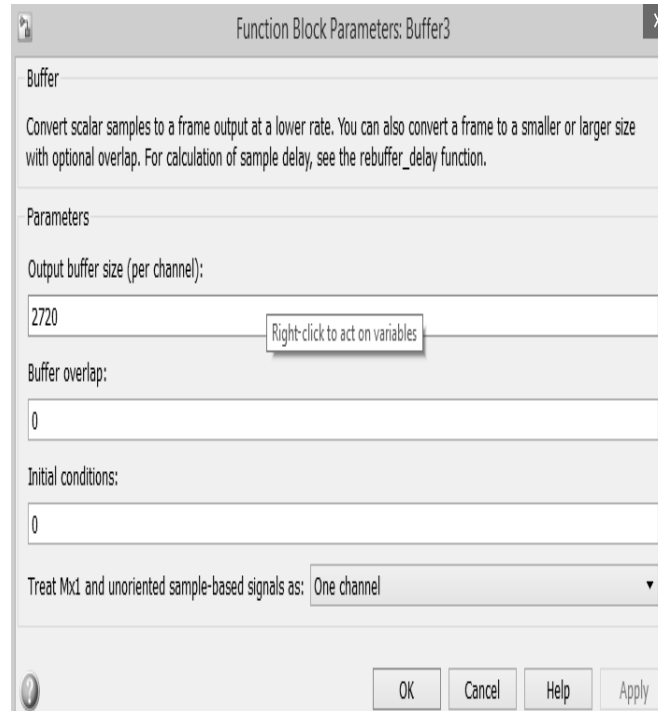 Function Block Parameters: Buffer3
Buffer
Convert scalar samples to a frame output at a lower rate. You can also convert a frame to a smaller or larger size
with optional overlap. For calculation of sample delay, see the rebuffer_delay function.
Parameters
Output buffer size (per channel):
2720
Right-click to act on variables
Buffer overlap:
0
Initial conditions:
0
Treat Mx1 and unoriented sample-based signals as: One channel
OK Cancel Help Apply